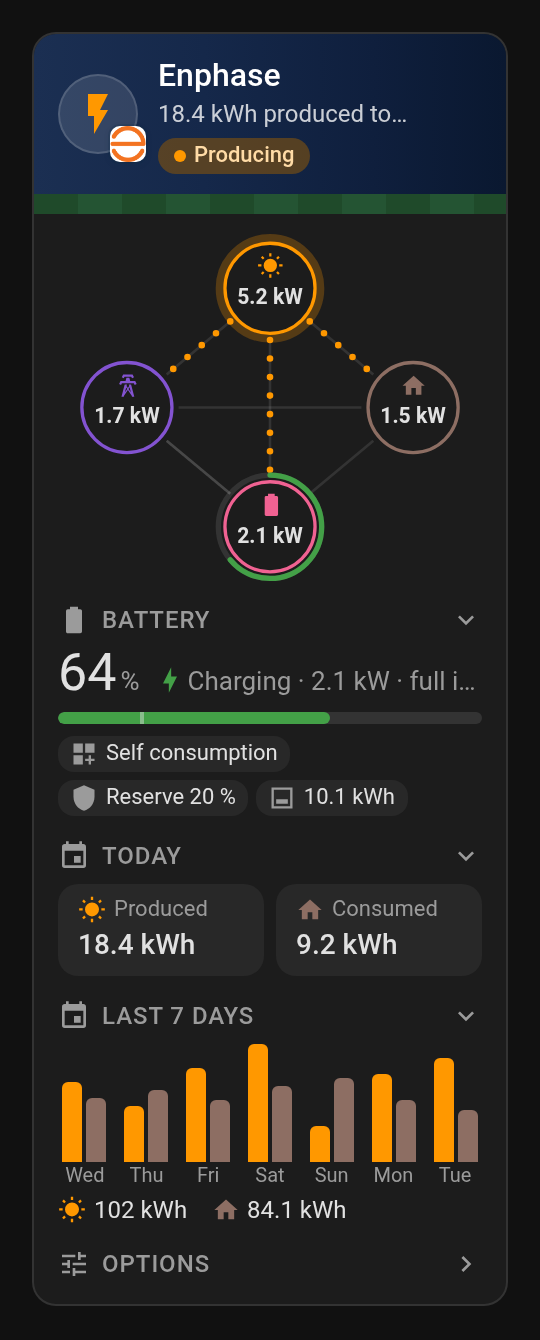 Enphase
18.4 kWh produced to…
Producing
5.2 kW
1.7 kW
1.5 kW
2.1 kW
BATTERY
64 %
Charging · 2.1 kW · full i…
Self consumption
Reserve 20 %
10.1 kWh
TODAY
Produced
18.4 kWh
Consumed
9.2 kWh
LAST 7 DAYS
Wed Thu Fri Sat Sun Mon Tue
102 kWh
84.1 kWh
OPTIONS